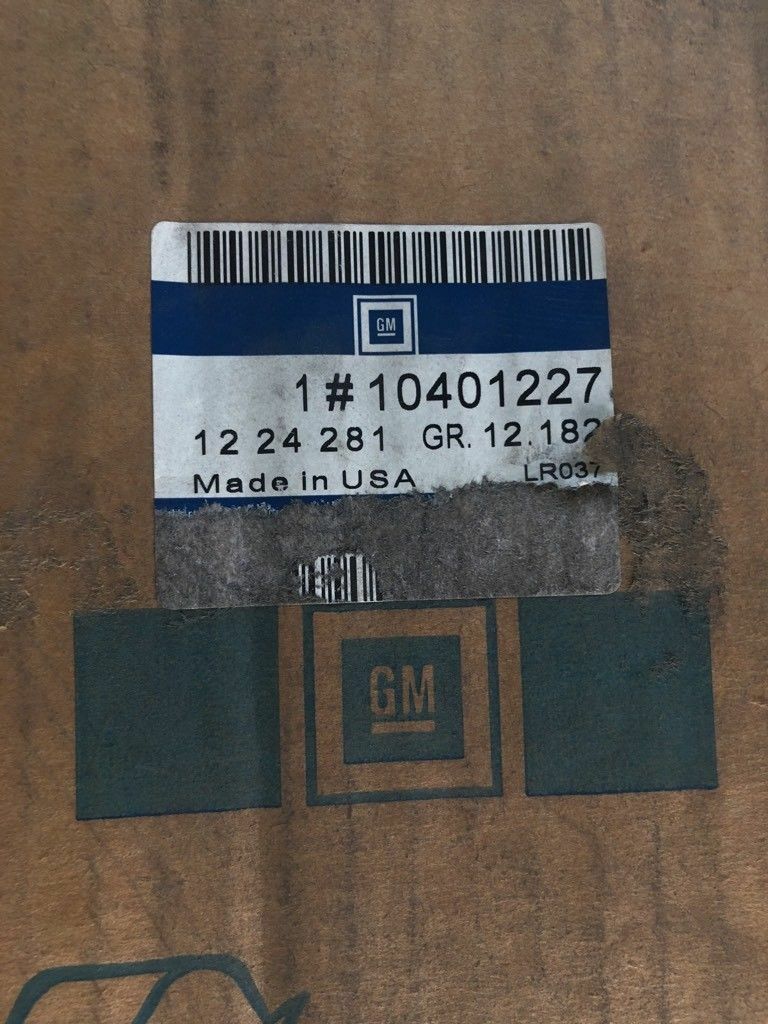 GM
1#10401227
12 24 281 GR. 12.182
Made in USA LR037
GM